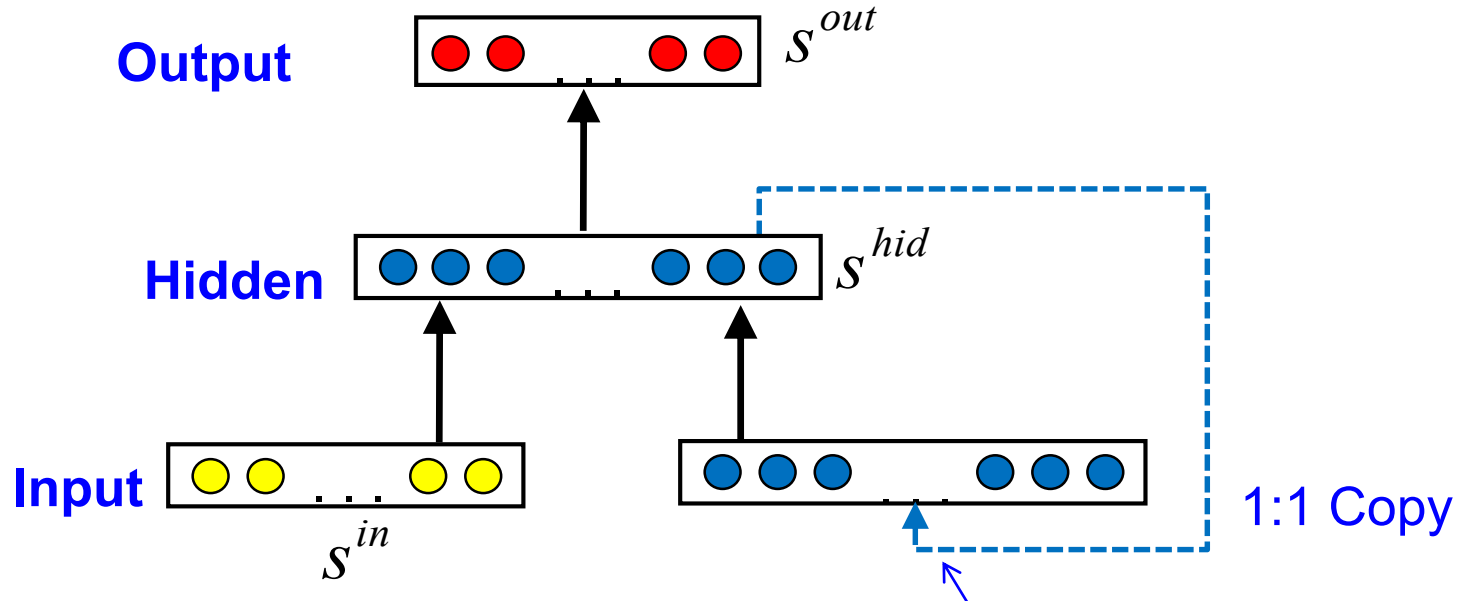 Output
s^{out}
Hidden
s^{hid}
Input
s^{in}
1:1 Copy